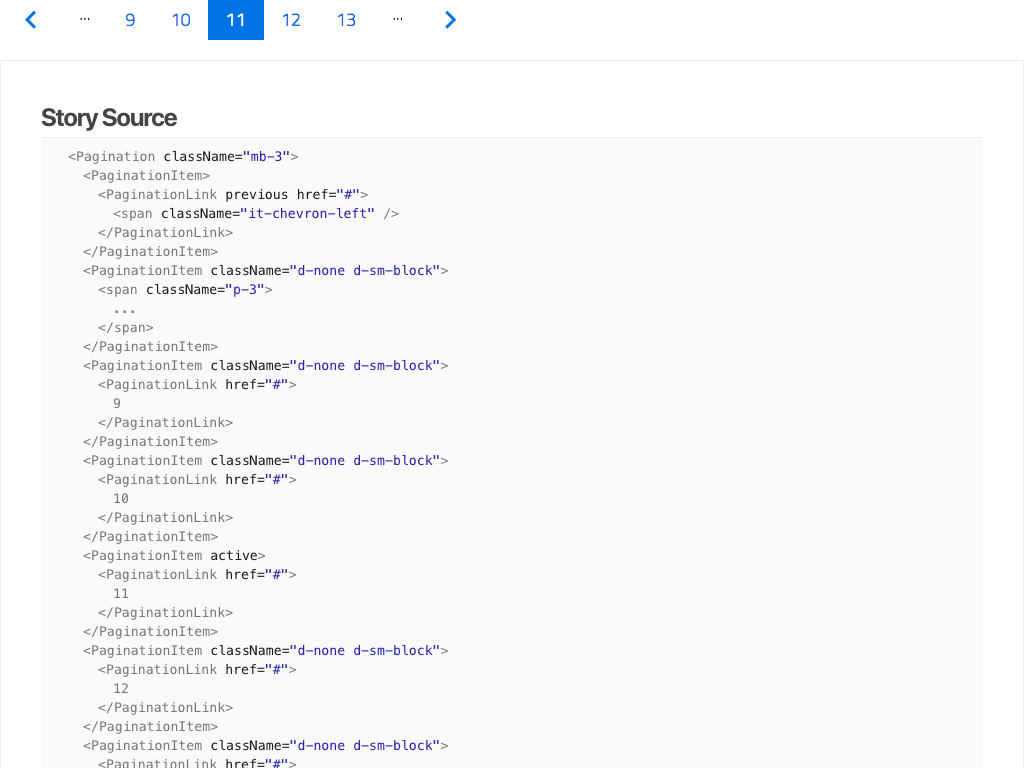 ... 9 10 11 12 13 ...
Story Source
<Pagination className="mb-3">
<PaginationItem>
<PaginationLink previous href="#">
<span className="it-chevron-left" />
</PaginationLink>
</PaginationItem>
<PaginationItem className="d-none d-sm-block">
<span className="p-3">
...
</span>
</PaginationItem>
<PaginationItem className="d-none d-sm-block">
<PaginationLink href="#">
9
</PaginationLink>
</PaginationItem>
<PaginationItem className="d-none d-sm-block">
<PaginationLink href="#">
10
</PaginationLink>
</PaginationItem>
<PaginationItem active>
<PaginationLink href="#">
11
</PaginationLink>
</PaginationItem>
<PaginationItem className="d-none d-sm-block">
<PaginationLink href="#">
12
</PaginationLink>
</PaginationItem>
<PaginationItem className="d-none d-sm-block">
<PaginationLink href="#">